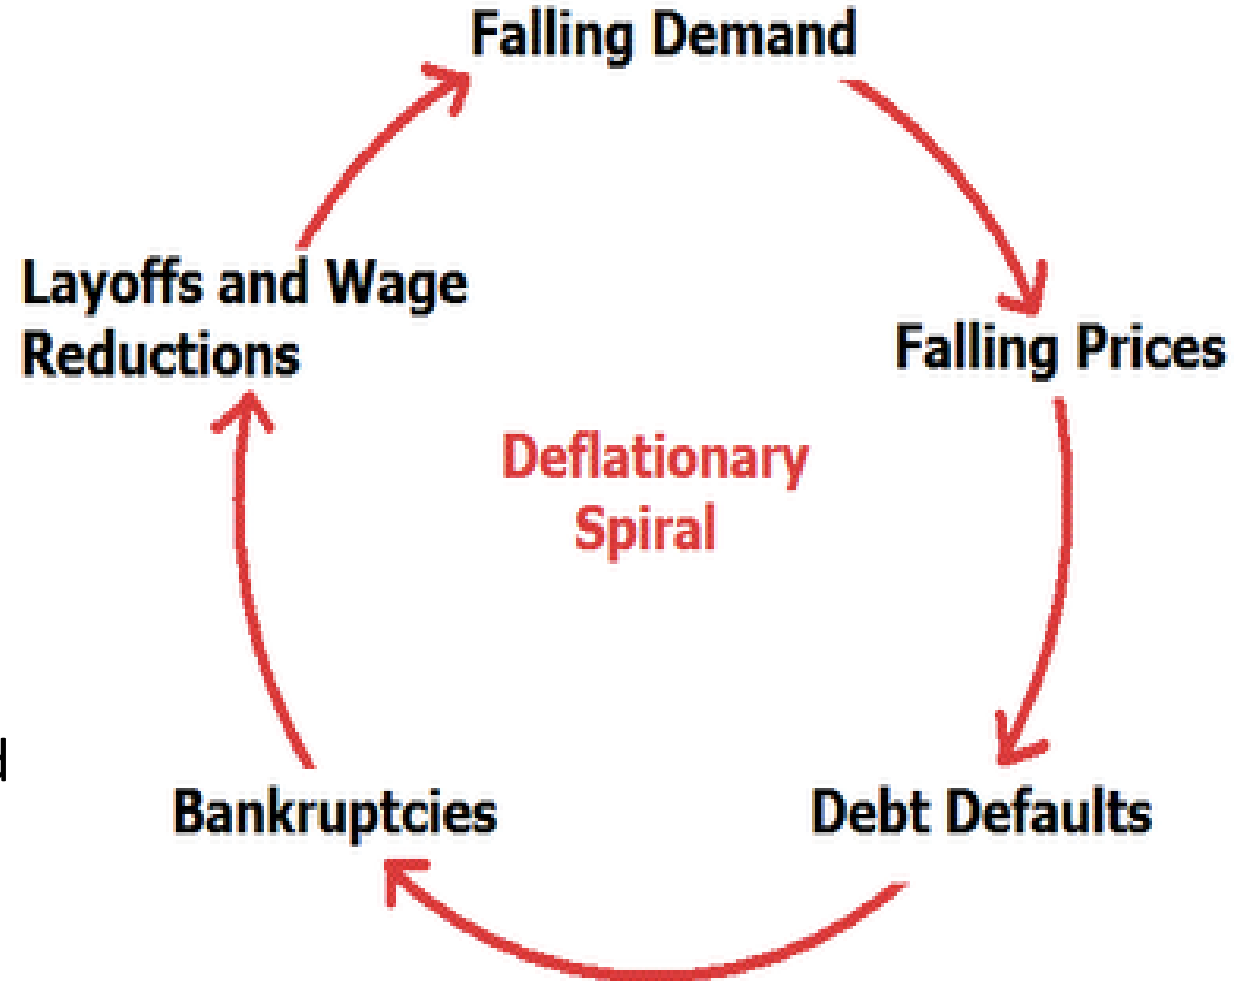 Falling Demand
Layoffs and Wage
Reductions
Falling Prices
Deflationary
Spiral
Bankruptcies
Debt Defaults